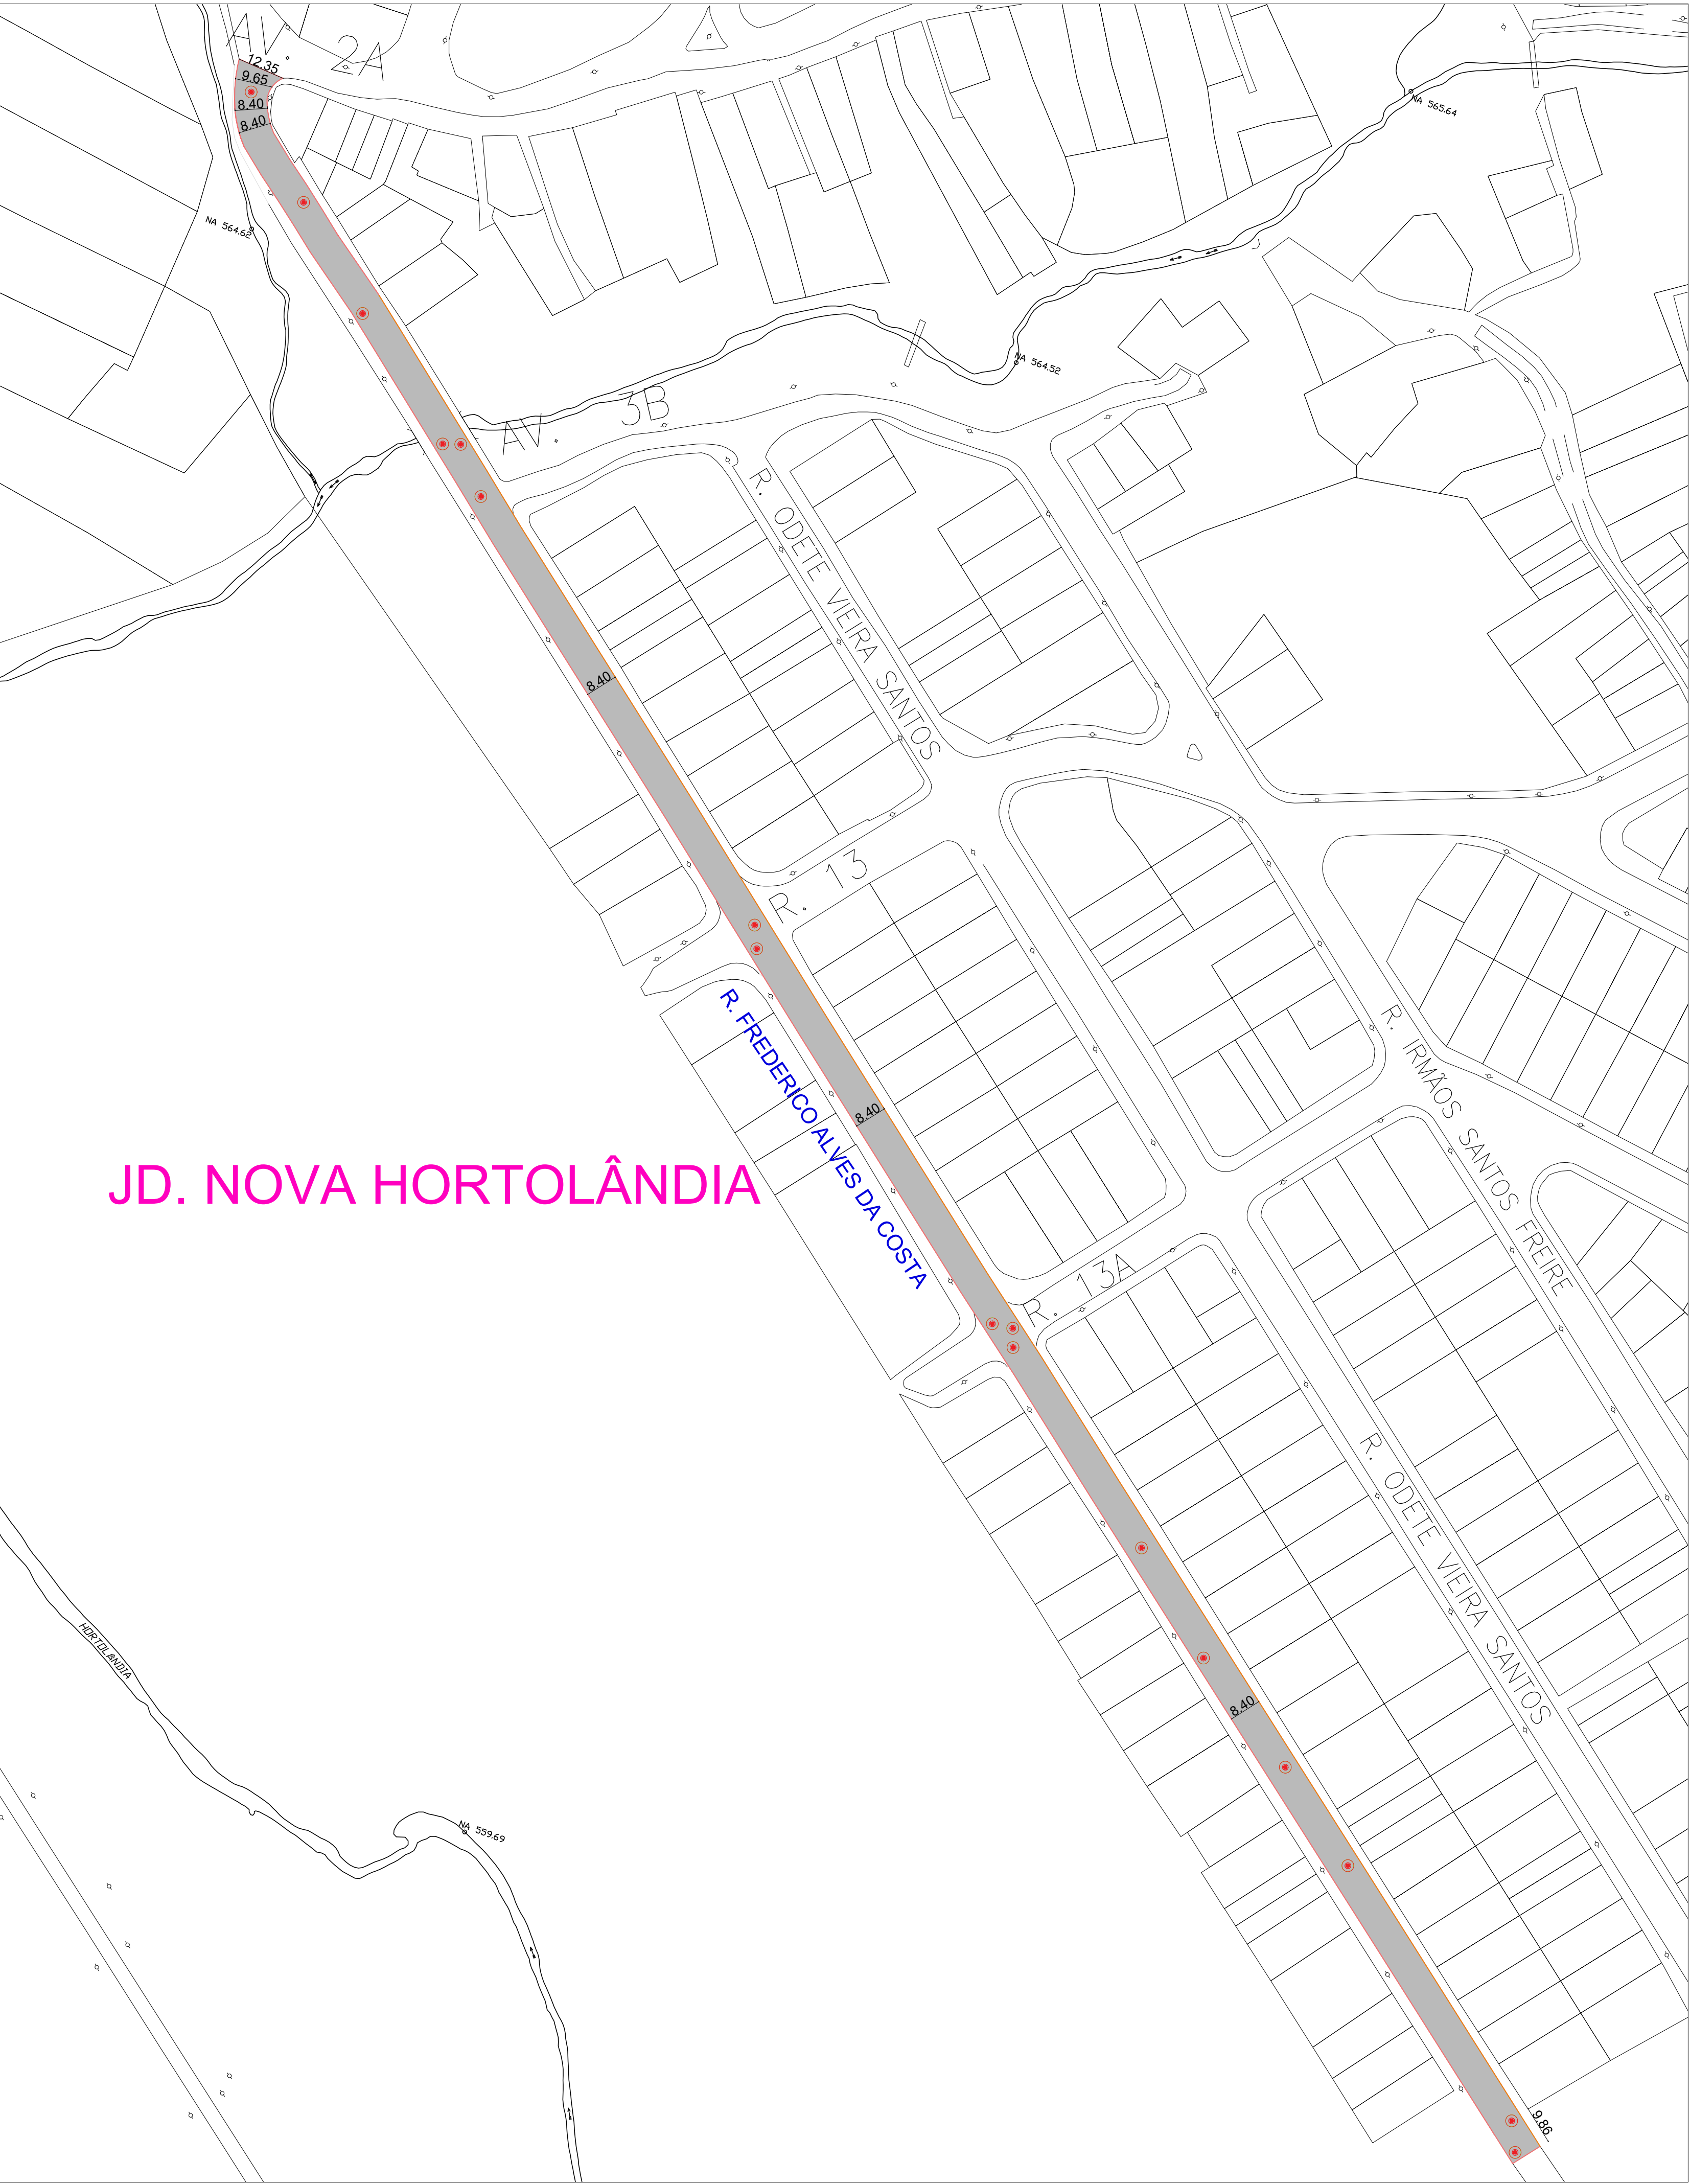 AV. 2A
12.35
9.65
8.40
8.40
NA 565.64
NA 564.62
NA 564.52
AV. 3B
R. ODETE VIEIRA SANTOS
8.40
R. 13
R. FREDERICO ALVES DA COSTA
R. IRMÃOS SANTOS FREIRE
8.40
JD. NOVA HORTOLÂNDIA
R. 13A
R. ODETE VIEIRA SANTOS
HORTOLANDIA
8.40
NA 559.69
9.86